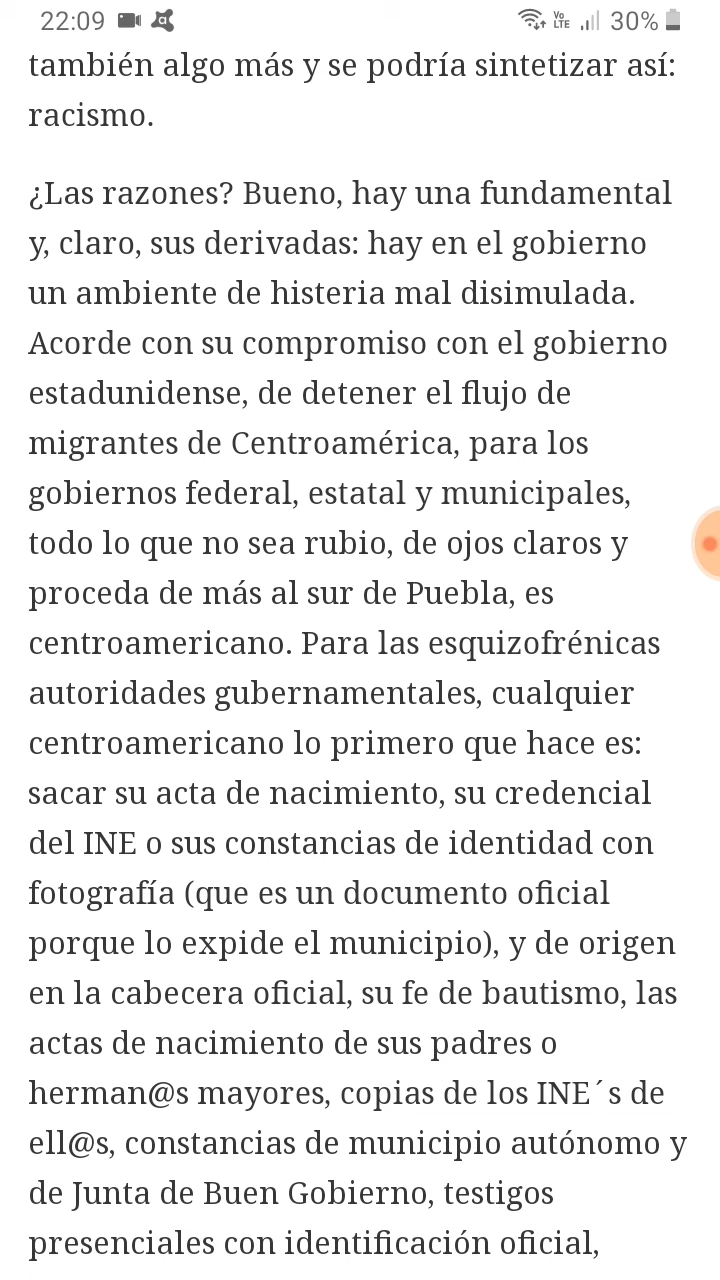 22:09 Vo LTE 30%
también algo más y se podría sintetizar así:
racismo.
¿Las razones? Bueno, hay una fundamental
y, claro, sus derivadas: hay en el gobierno
un ambiente de histeria mal disimulada.
Acorde con su compromiso con el gobierno
estadunidense, de detener el flujo de
migrantes de Centroamérica, para los
gobiernos federal, estatal y municipales,
todo lo que no sea rubio, de ojos claros y
proceda de más al sur de Puebla, es
centroamericano. Para las esquizofrénicas
autoridades gubernamentales, cualquier
centroamericano lo primero que hace es:
sacar su acta de nacimiento, su credencial
del INE o sus constancias de identidad con
fotografía (que es un documento oficial
porque lo expide el municipio), y de origen
en la cabecera oficial, su fe de bautismo, las
actas de nacimiento de sus padres o
herman@s mayores, copias de los INE´s de
ell@s, constancias de municipio autónomo y
de Junta de Buen Gobierno, testigos
presenciales con identificación oficial,